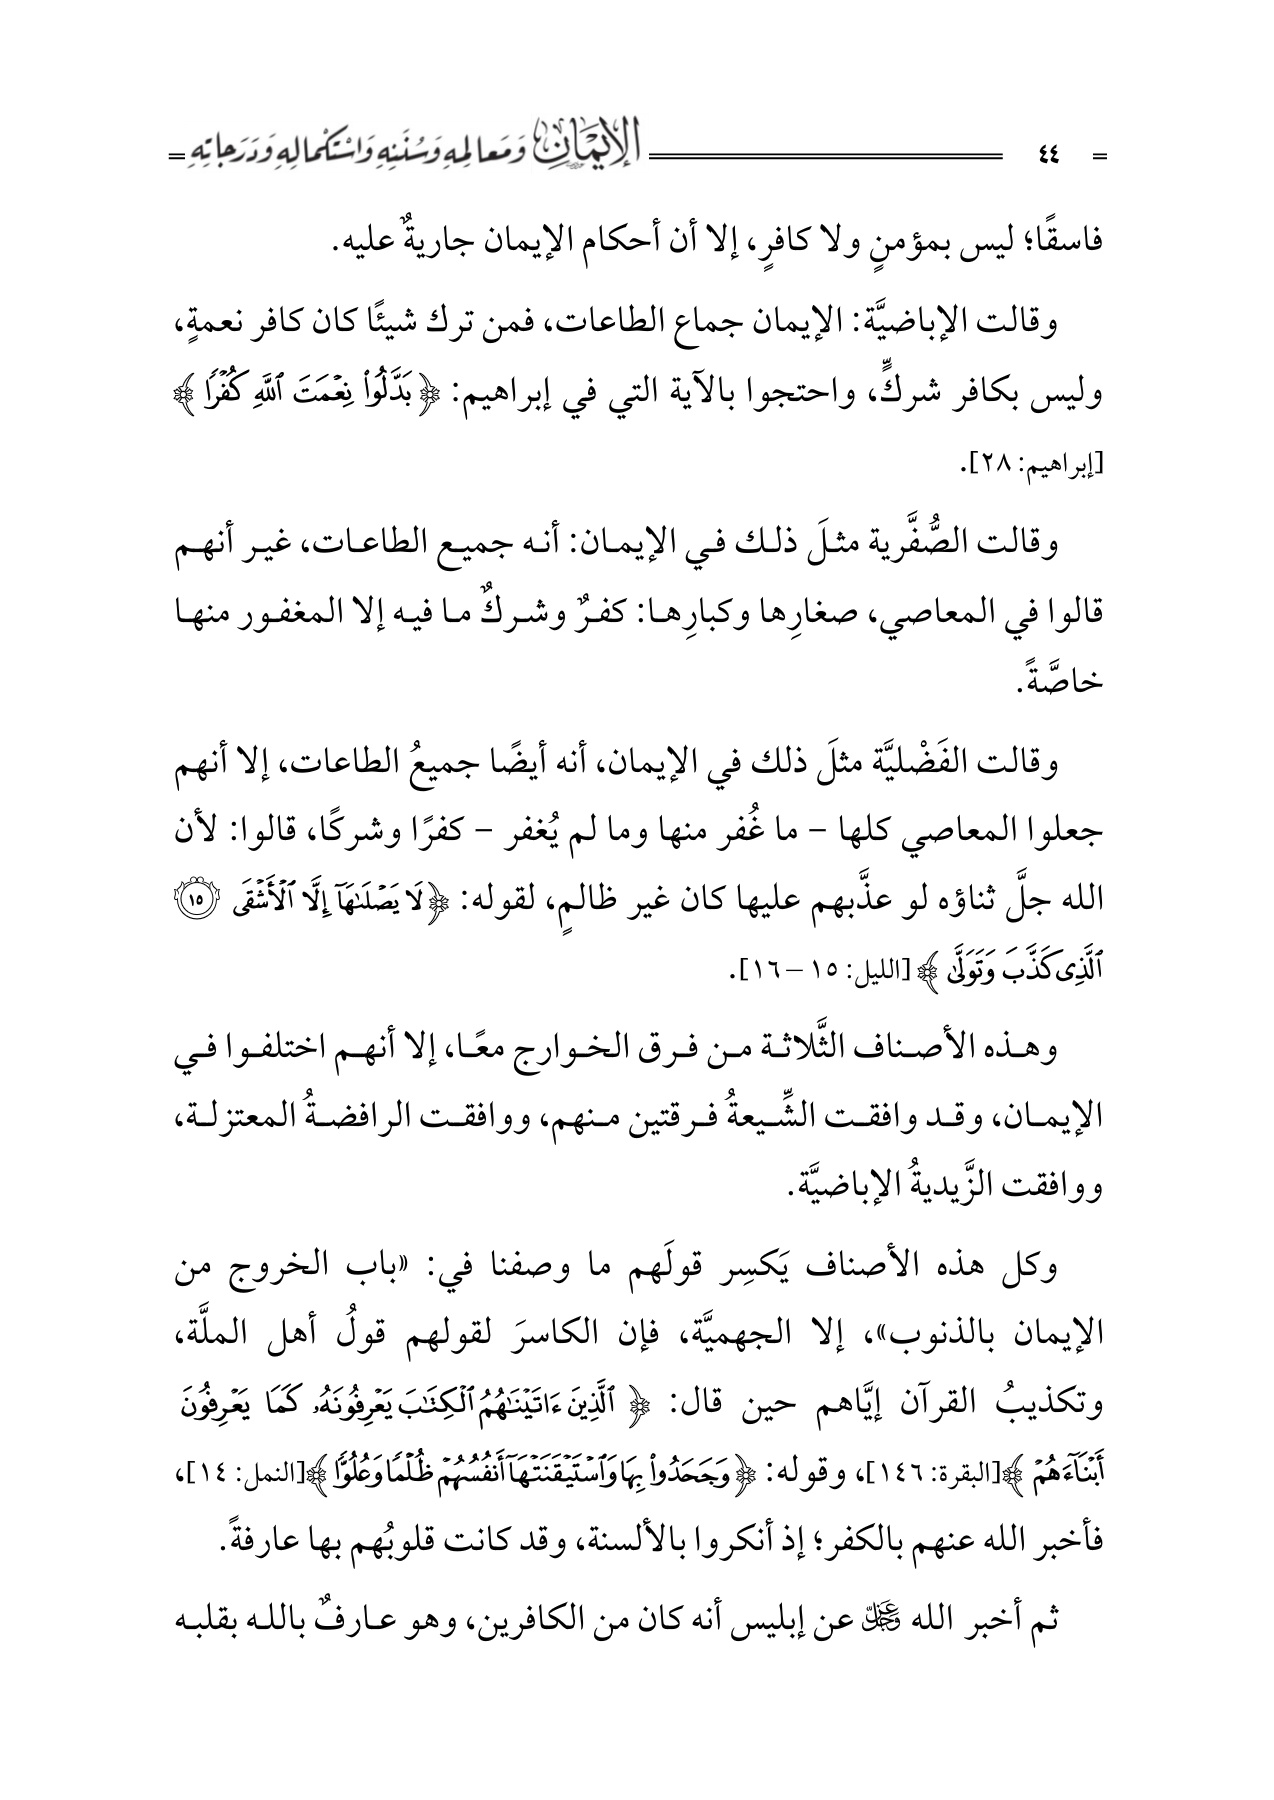 ٤٤ الإيمان ومعالمه وسننه واستكماله ودرجاته
فاسقًا؛ ليس بمؤمنٍ ولا كافرٍ، إلا أن أحكام الإيمان جاريةٌ عليه.
وقالت الإباضيَّة: الإيمان جماع الطاعات، فمن ترك شيئًا كان كافر نعمةٍ،
وليس بكافر شركٍّ، واحتجوا بالآية التي في إبراهيم: ﴿بَدَّلُوا۟ نِعۡمَتَ ٱللَّهِ كُفۡرٗا﴾
[إبراهيم: ٢٨].
وقالت الصُّفَّرية مثلَ ذلك في الإيمان: أنه جميع الطاعات، غير أنهم
قالوا في المعاصي، صغارِها وكبارِها: كفرٌ وشركٌ ما فيه إلا المغفور منها
خاصَّةً.
وقالت الفَضْليَّة مثلَ ذلك في الإيمان، أنه أيضًا جميعُ الطاعات، إلا أنهم
جعلوا المعاصي كلها – ما غُفر منها وما لم يُغفر – كفرًا وشركًا، قالوا: لأن
الله جلَّ ثناؤه لو عذَّبهم عليها كان غير ظالمٍ، لقوله: ﴿لَا يَصۡلَىٰهَآ إِلَّا ٱلۡأَشۡقَى ١٥
ٱلَّذِي كَذَّبَ وَتَوَلَّىٰ﴾ [الليل: ١٥ – ١٦].
وهذه الأصناف الثَّلاثة من فرق الخوارج معًا، إلا أنهم اختلفوا في
الإيمان، وقد وافقت الشِّيعةُ فرقتين منهم، ووافقت الرافضةُ المعتزلة،
ووافقت الزَّيديةُ الإباضيَّة.
وكل هذه الأصناف يَكسِر قولَهم ما وصفنا في: «باب الخروج من
الإيمان بالذنوب»، إلا الجهميَّة، فإن الكاسرَ لقولهم قولُ أهل الملَّة،
وتكذيبُ القرآن إيَّاهم حين قال: ﴿ٱلَّذِينَ ءَاتَيۡنَٰهُمُ ٱلۡكِتَٰبَ يَعۡرِفُونَهُۥ كَمَا يَعۡرِفُونَ
أَبۡنَآءَهُمۡ﴾ [البقرة: ١٤٦]، وقوله: ﴿وَجَحَدُوا۟ بِهَا وَٱسۡتَيۡقَنَتۡهَآ أَنفُسُهُمۡ ظُلۡمٗا وَعُلُوّٗا﴾ [النمل: ١٤]،
فأخبر الله عنهم بالكفر؛ إذ أنكروا بالألسنة، وقد كانت قلوبُهم بها عارفةً.
ثم أخبر الله عَزَّوَجَلَّ عن إبليس أنه كان من الكافرين، وهو عارفٌ بالله بقلبه